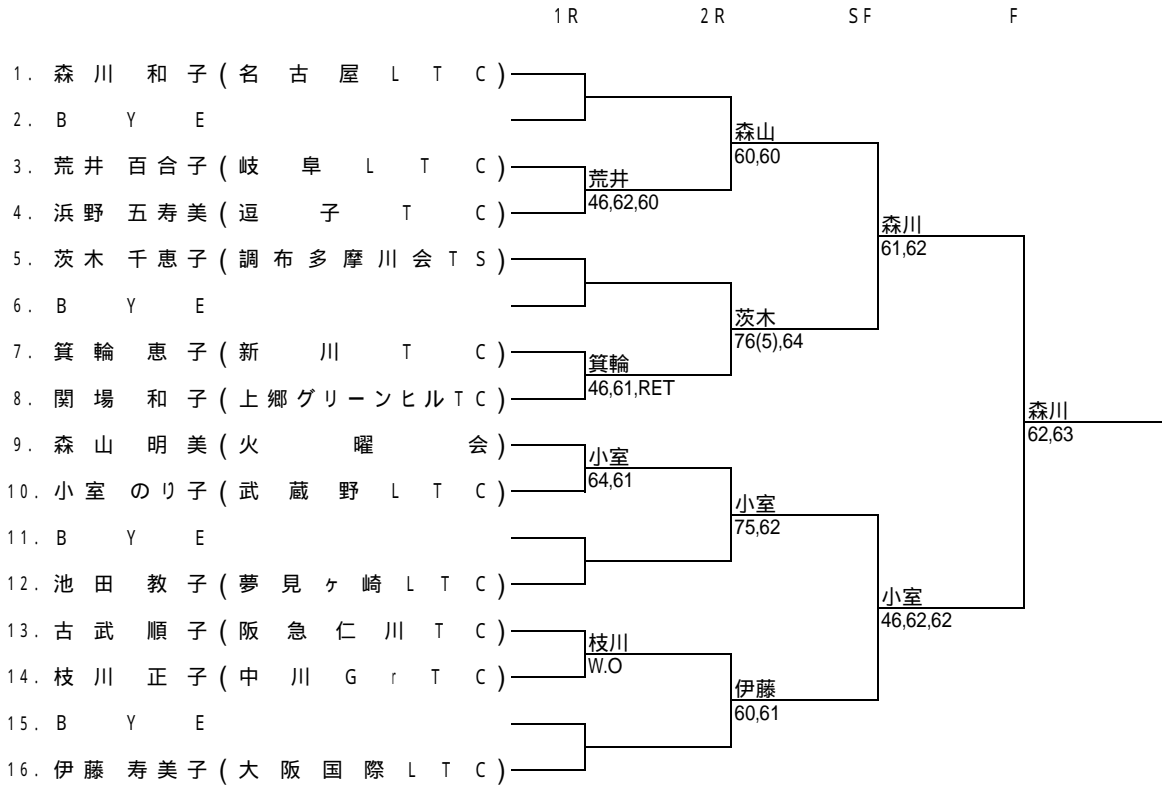 1R 2R SF F
1. 森川 和子(名古屋LTC)
2. BYE
森山
60,60
3. 荒井 百合子(岐阜LTC)
荒井
46,62,60
4. 浜野 五寿美(逗子TC)
森川
61,62
5. 茨木 千恵子(調布多摩川会TS)
6. BYE
茨木
76(5),64
7. 箕輪 恵子(新川TC)
箕輪
46,61,RET
8. 関場 和子(上郷グリーンヒルTC)
森川
62,63
9. 森山 明美(火曜会)
小室
64,61
10. 小室 のり子(武蔵野LTC)
小室
75,62
11. BYE
12. 池田 教子(夢見ヶ崎LTC)
小室
46,62,62
13. 古武 順子(阪急仁川TC)
枝川
W.O
14. 枝川 正子(中川GrTC)
伊藤
60,61
15. BYE
16. 伊藤 寿美子(大阪国際LTC)